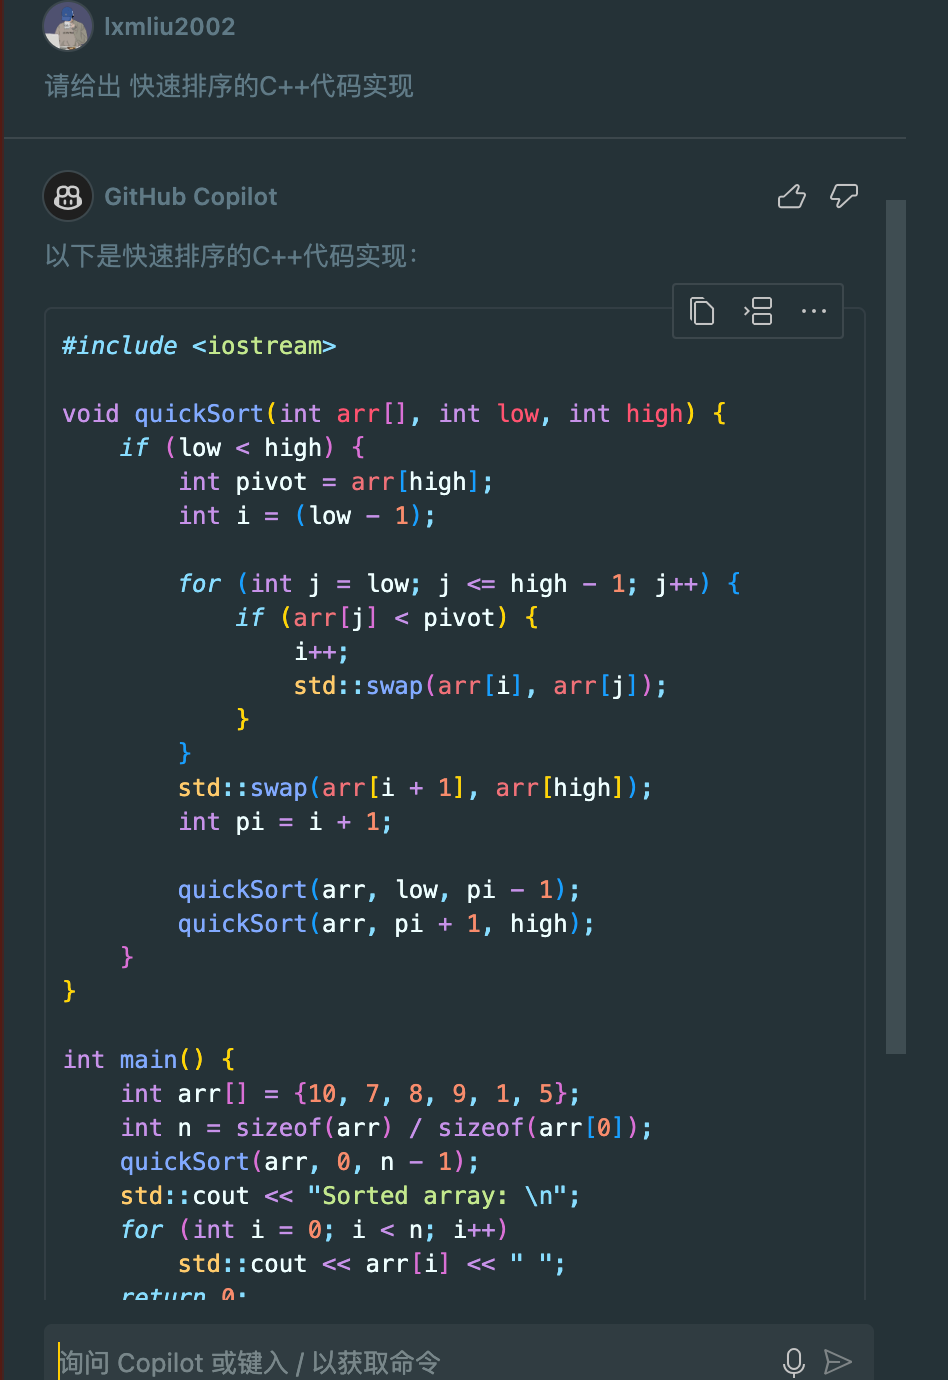 lxmliu2002
请给出 快速排序的C++代码实现
GitHub Copilot
以下是快速排序的C++代码实现：
#include <iostream>
void quickSort(int arr[], int low, int high) {
    if (low < high) {
        int pivot = arr[high];
        int i = (low - 1);
        for (int j = low; j <= high - 1; j++) {
            if (arr[j] < pivot) {
                i++;
                std::swap(arr[i], arr[j]);
            }
        }
        std::swap(arr[i + 1], arr[high]);
        int pi = i + 1;
        quickSort(arr, low, pi - 1);
        quickSort(arr, pi + 1, high);
    }
}
int main() {
    int arr[] = {10, 7, 8, 9, 1, 5};
    int n = sizeof(arr) / sizeof(arr[0]);
    quickSort(arr, 0, n - 1);
    std::cout << "Sorted array: \n";
    for (int i = 0; i < n; i++)
        std::cout << arr[i] << " ";
    return 0;
询问 Copilot 或键入 / 以获取命令